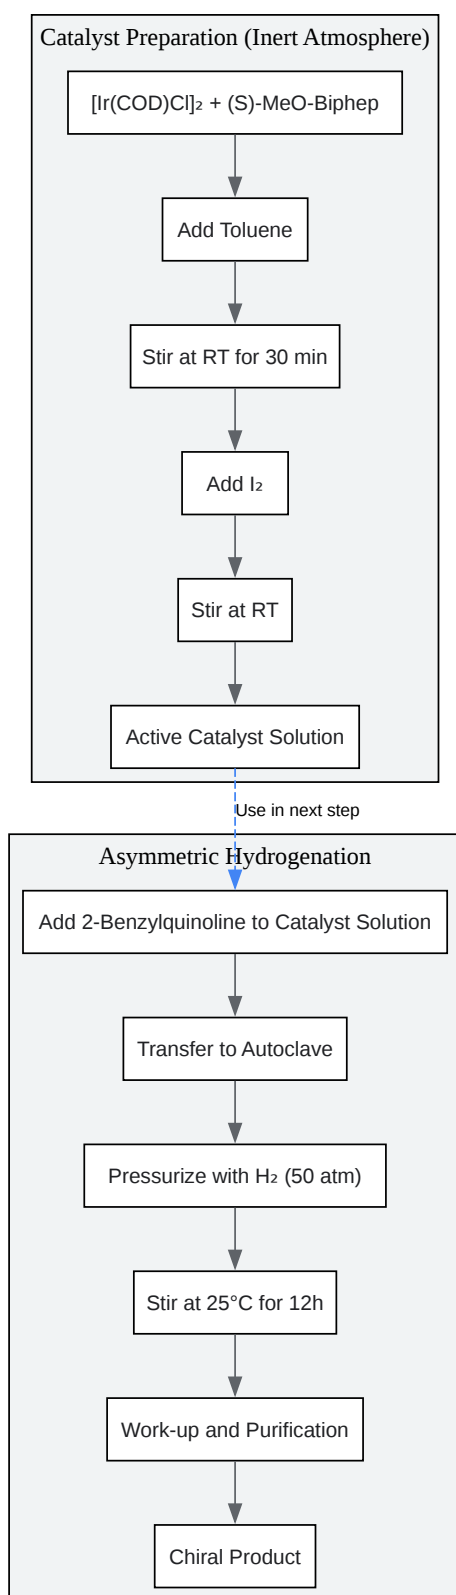 Catalyst Preparation (Inert Atmosphere)
[Ir(COD)Cl]₂ + (S)-MeO-Biphep
Add Toluene
Stir at RT for 30 min
Add I₂
Stir at RT
Active Catalyst Solution
Use in next step
Asymmetric Hydrogenation
Add 2-Benzylquinoline to Catalyst Solution
Transfer to Autoclave
Pressurize with H₂ (50 atm)
Stir at 25°C for 12h
Work-up and Purification
Chiral Product